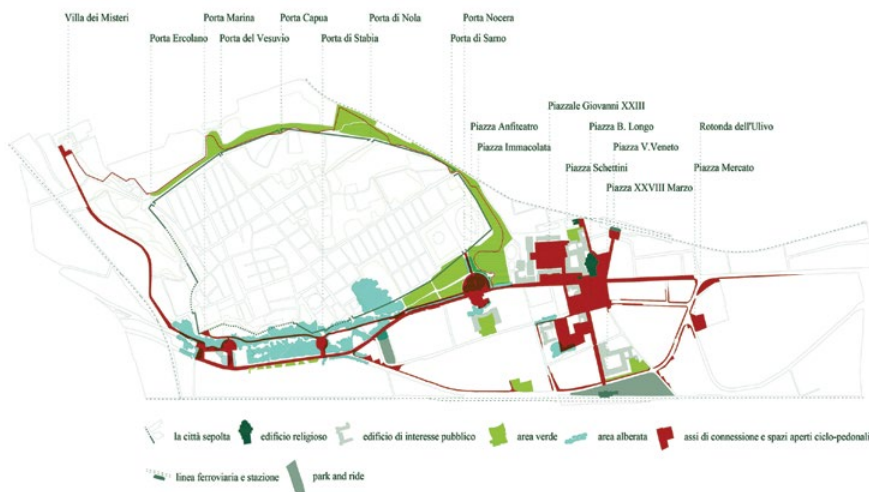 Villa dei Misteri
Porta Marina
Porta Capua
Porta di Nola
Porta Nocera
Porta Ercolano
Porta del Vesuvio
Porta di Stabia
Porta di Sarno
Piazzale Giovanni XXIII
Piazza Anfiteatro
Piazza B. Longo
Rotonda dell'Ulivo
Piazza Immacolata
Piazza V.Veneto
Piazza Schettini
Piazza Mercato
Piazza XXVIII Marzo
la città sepolta
edificio religioso
edificio di interesse pubblico
area verde
area alberata
assi di connessione e spazi aperti ciclo-pedonali
linea ferroviaria e stazione
park and ride